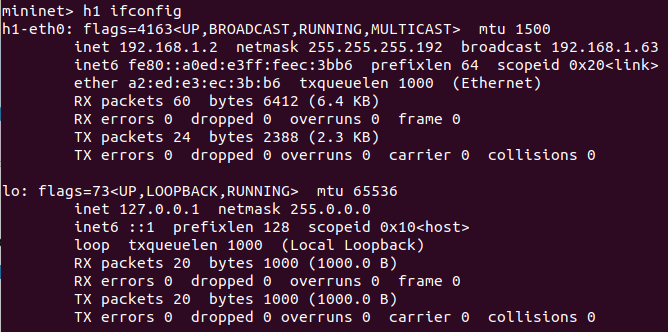 mininet> h1 ifconfig
h1-eth0: flags=4163<UP,BROADCAST,RUNNING,MULTICAST>  mtu 1500
        inet 192.168.1.2  netmask 255.255.255.192  broadcast 192.168.1.63
        inet6 fe80::a0ed:e3ff:feec:3bb6  prefixlen 64  scopeid 0x20<link>
        ether a2:ed:e3:ec:3b:b6  txqueuelen 1000  (Ethernet)
        RX packets 60  bytes 6412 (6.4 KB)
        RX errors 0  dropped 0  overruns 0  frame 0
        TX packets 24  bytes 2388 (2.3 KB)
        TX errors 0  dropped 0 overruns 0  carrier 0  collisions 0

lo: flags=73<UP,LOOPBACK,RUNNING>  mtu 65536
        inet 127.0.0.1  netmask 255.0.0.0
        inet6 ::1  prefixlen 128  scopeid 0x10<host>
        loop  txqueuelen 1000  (Local Loopback)
        RX packets 20  bytes 1000 (1000.0 B)
        RX errors 0  dropped 0  overruns 0  frame 0
        TX packets 20  bytes 1000 (1000.0 B)
        TX errors 0  dropped 0 overruns 0  carrier 0  collisions 0